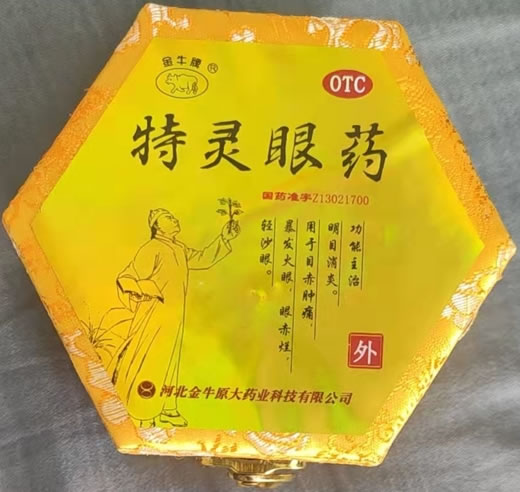 金牛牌
®
OTC
特灵眼药
国药准字Z13021700
功能主治
明目消炎。
用于目赤肿痛,
暴发火眼,眼赤烂,
轻沙眼。
外
河北金牛原大药业科技有限公司